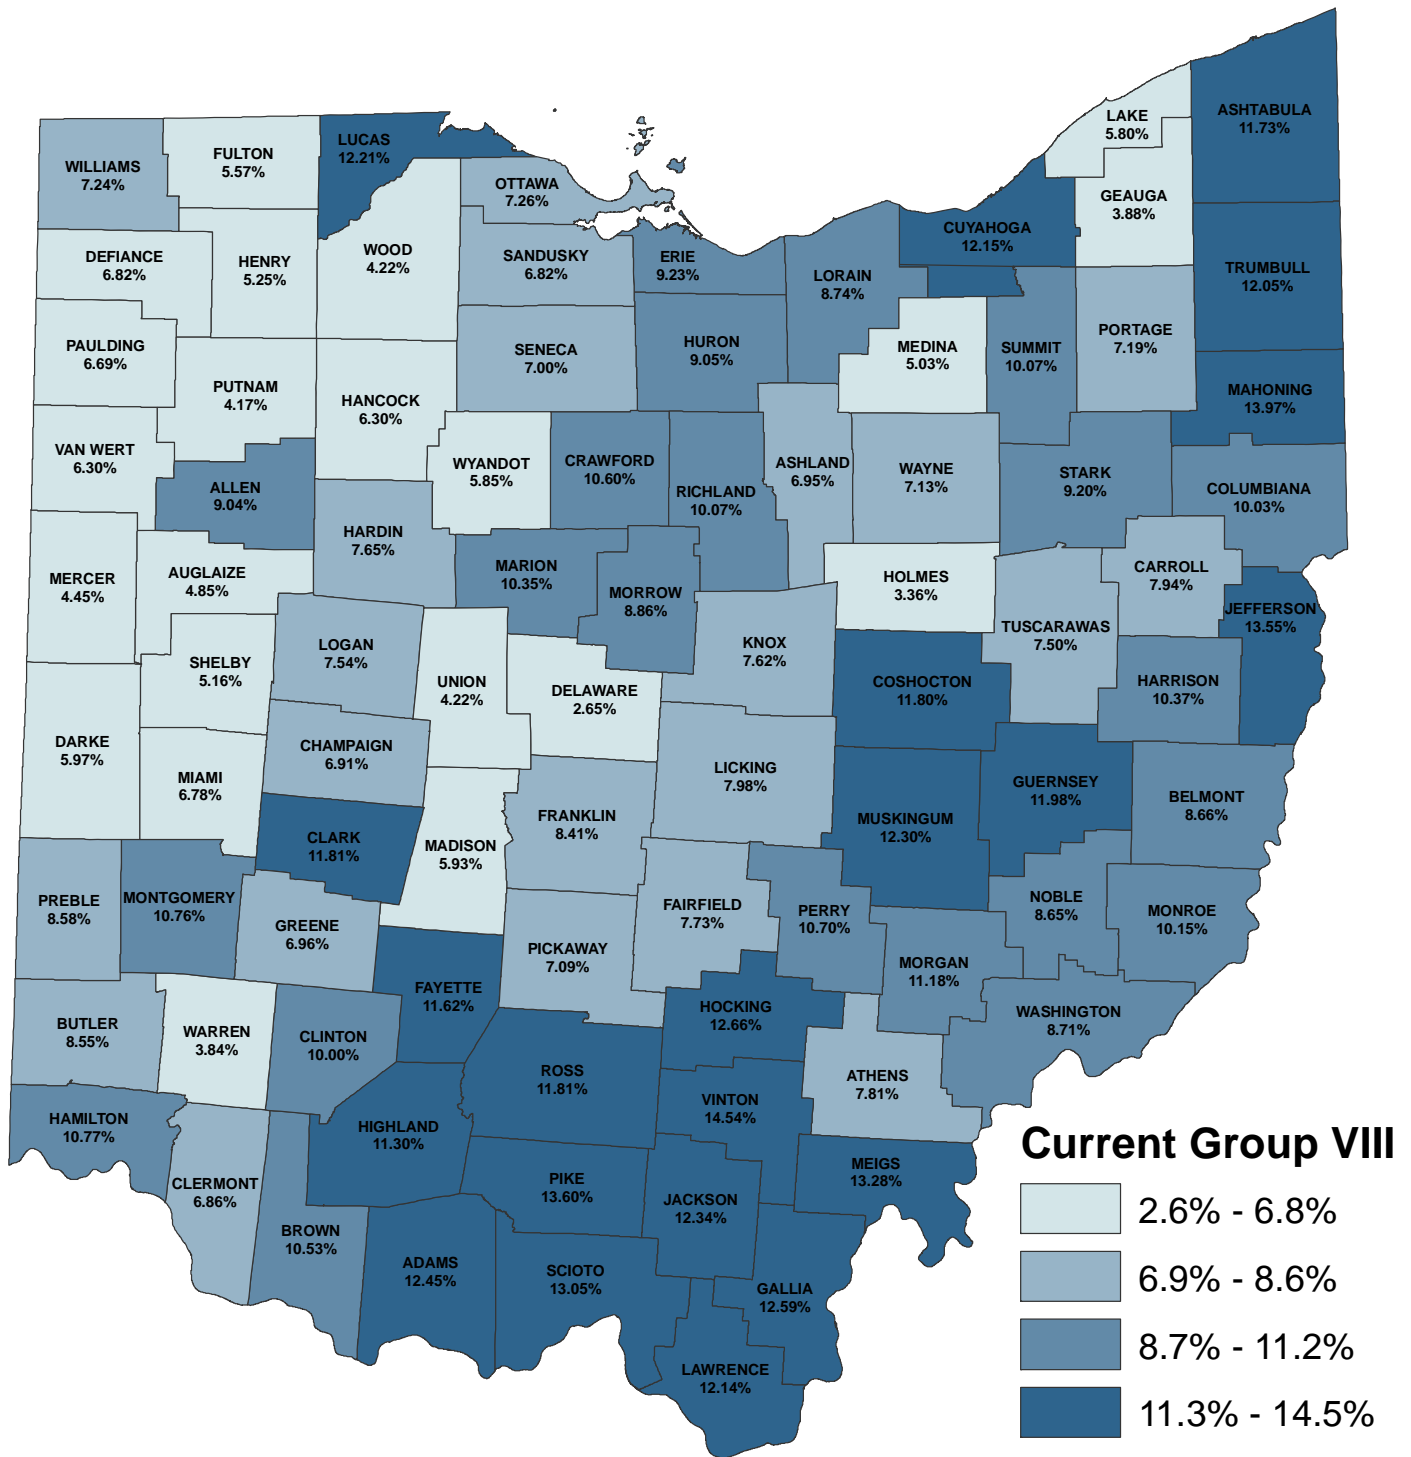 LAKE
5.80%
ASHTABULA
11.73%
LUCAS
12.21%
FULTON
5.57%
WILLIAMS
7.24%
OTTAWA
7.26%
GEAUGA
3.88%
CUYAHOGA
12.15%
DEFIANCE
6.82%
HENRY
5.25%
WOOD
4.22%
SANDUSKY
6.82%
ERIE
9.23%
LORAIN
8.74%
TRUMBULL
12.05%
PAULDING
6.69%
SENECA
7.00%
HURON
9.05%
MEDINA
5.03%
SUMMIT
10.07%
PORTAGE
7.19%
PUTNAM
4.17%
HANCOCK
6.30%
MAHONING
13.97%
VAN WERT
6.30%
WYANDOT
5.85%
CRAWFORD
10.60%
ASHLAND
6.95%
WAYNE
7.13%
STARK
9.20%
ALLEN
9.04%
RICHLAND
10.07%
COLUMBIANA
10.03%
HARDIN
7.65%
MERCER
4.45%
AUGLAIZE
4.85%
MARION
10.35%
MORROW
8.86%
HOLMES
3.36%
CARROLL
7.94%
JEFFERSON
13.55%
LOGAN
7.54%
KNOX
7.62%
TUSCARAWAS
7.50%
SHELBY
5.16%
UNION
4.22%
DELAWARE
2.65%
COSHOCTON
11.80%
HARRISON
10.37%
DARKE
5.97%
CHAMPAIGN
6.91%
MIAMI
6.78%
LICKING
7.98%
GUERNSEY
11.98%
BELMONT
8.66%
CLARK
11.81%
MADISON
5.93%
FRANKLIN
8.41%
MUSKINGUM
12.30%
PREBLE
8.58%
MONTGOMERY
10.76%
GREENE
6.96%
FAIRFIELD
7.73%
PERRY
10.70%
NOBLE
8.65%
MONROE
10.15%
PICKAWAY
7.09%
MORGAN
11.18%
FAYETTE
11.62%
HOCKING
12.66%
WASHINGTON
8.71%
BUTLER
8.55%
WARREN
3.84%
CLINTON
10.00%
ROSS
11.81%
ATHENS
7.81%
HAMILTON
10.77%
HIGHLAND
11.30%
VINTON
14.54%
CLERMONT
6.86%
PIKE
13.60%
JACKSON
12.34%
MEIGS
13.28%
BROWN
10.53%
ADAMS
12.45%
SCIOTO
13.05%
GALLIA
12.59%
LAWRENCE
12.14%
Current Group VIII
2.6% - 6.8%
6.9% - 8.6%
8.7% - 11.2%
11.3% - 14.5%